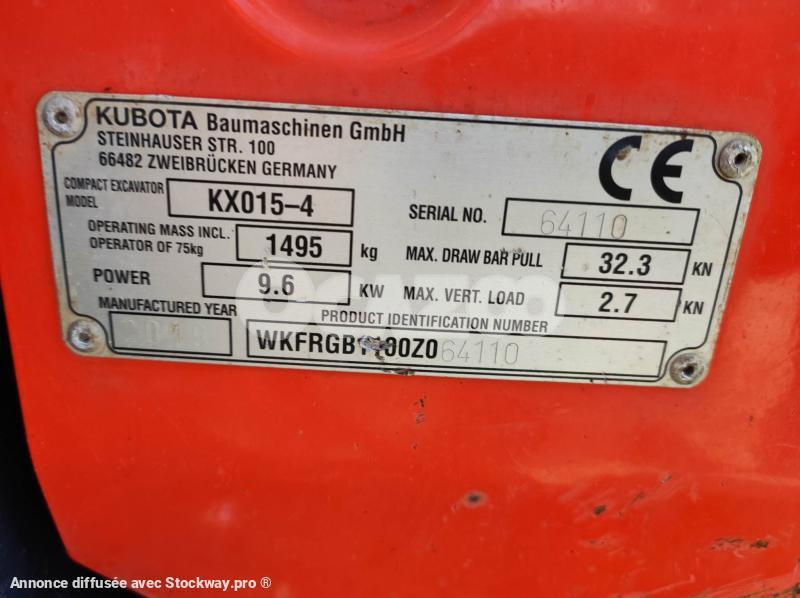 KUBOTA Baumaschinen GmbH
STEINHAUSER STR. 100
66482 ZWEIBRÜCKEN GERMANY
CE
COMPACT EXCAVATOR
MODEL
KX015-4
SERIAL NO.
64110
OPERATING MASS INCL.
OPERATOR OF 75kg
1495 kg
MAX. DRAW BAR PULL
32.3 KN
POWER
9.6 KW
MAX. VERT. LOAD
2.7 KN
MANUFACTURED YEAR
PRODUCT IDENTIFICATION NUMBER
Annonce diffusée avec Stockway.pro ®